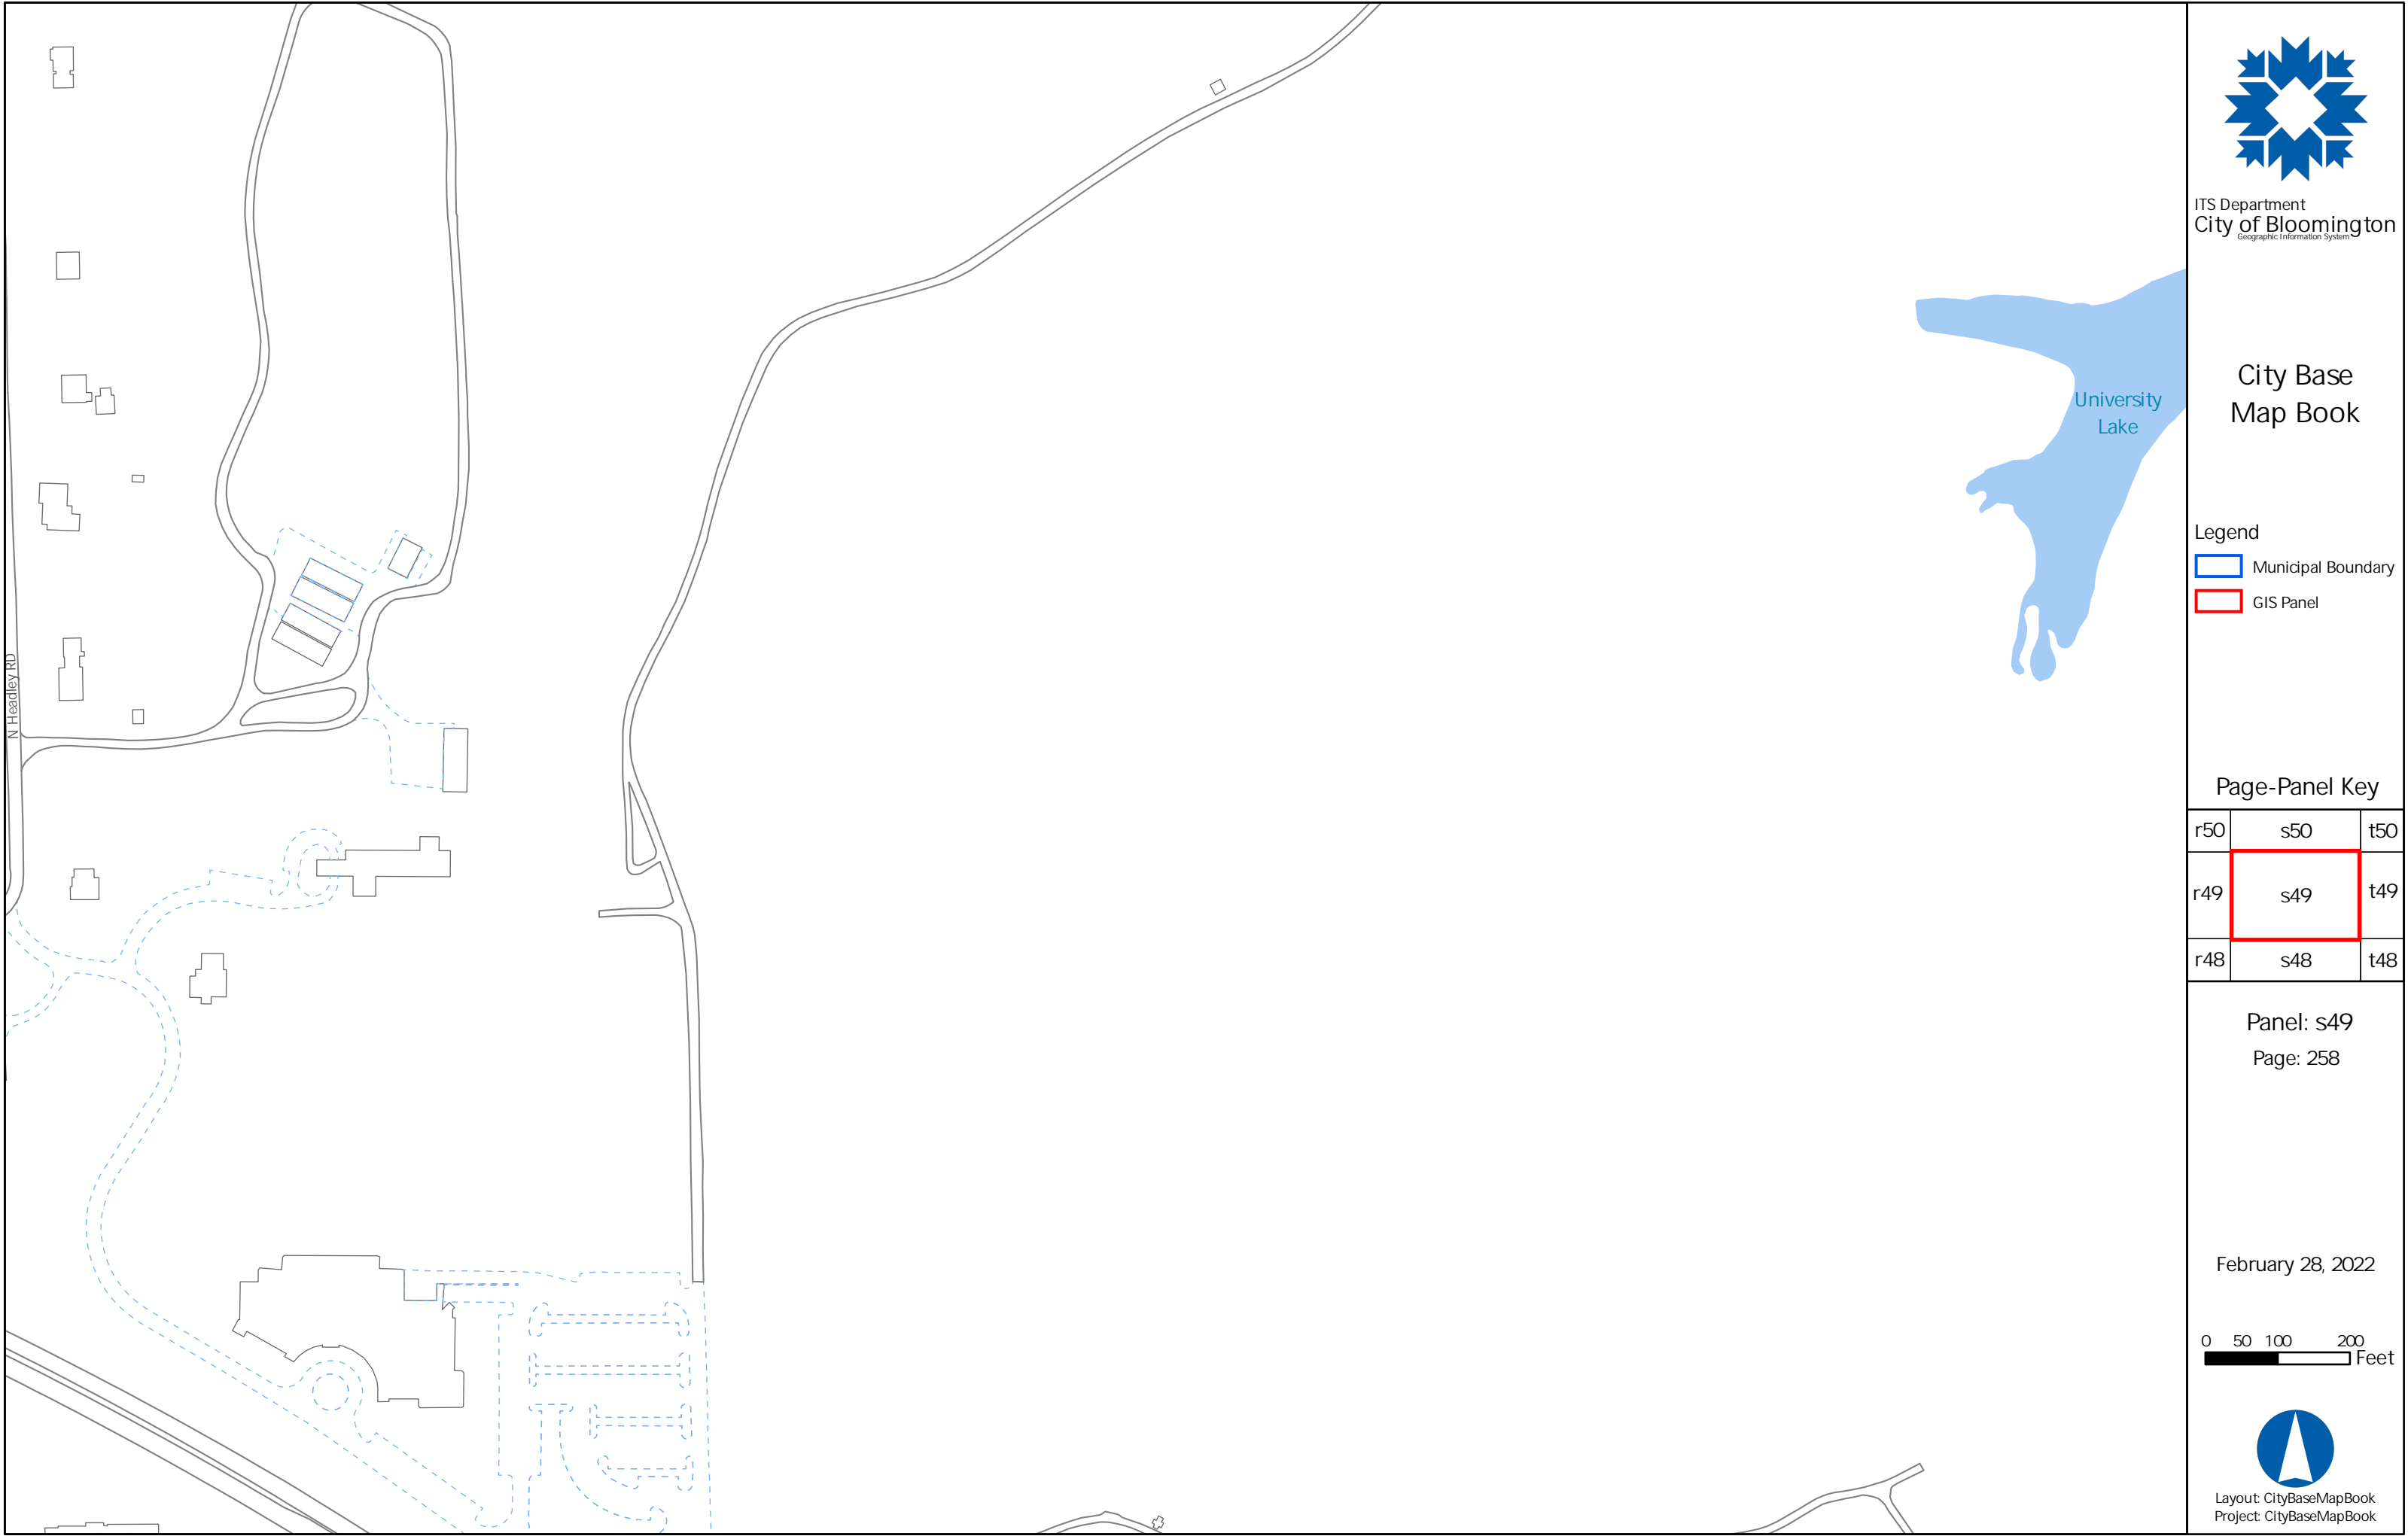 N Headley RD
University
Lake
ITS Department
City of Bloomington
Geographic Information System
City Base
Map Book
Legend
Municipal Boundary
GIS Panel
Page-Panel Key
r50 s50 t50
r49 s49 t49
r48 s48 t48
Panel: s49
Page: 258
February 28, 2022
0 50 100 200
Feet
Layout: CityBaseMapBook
Project: CityBaseMapBook